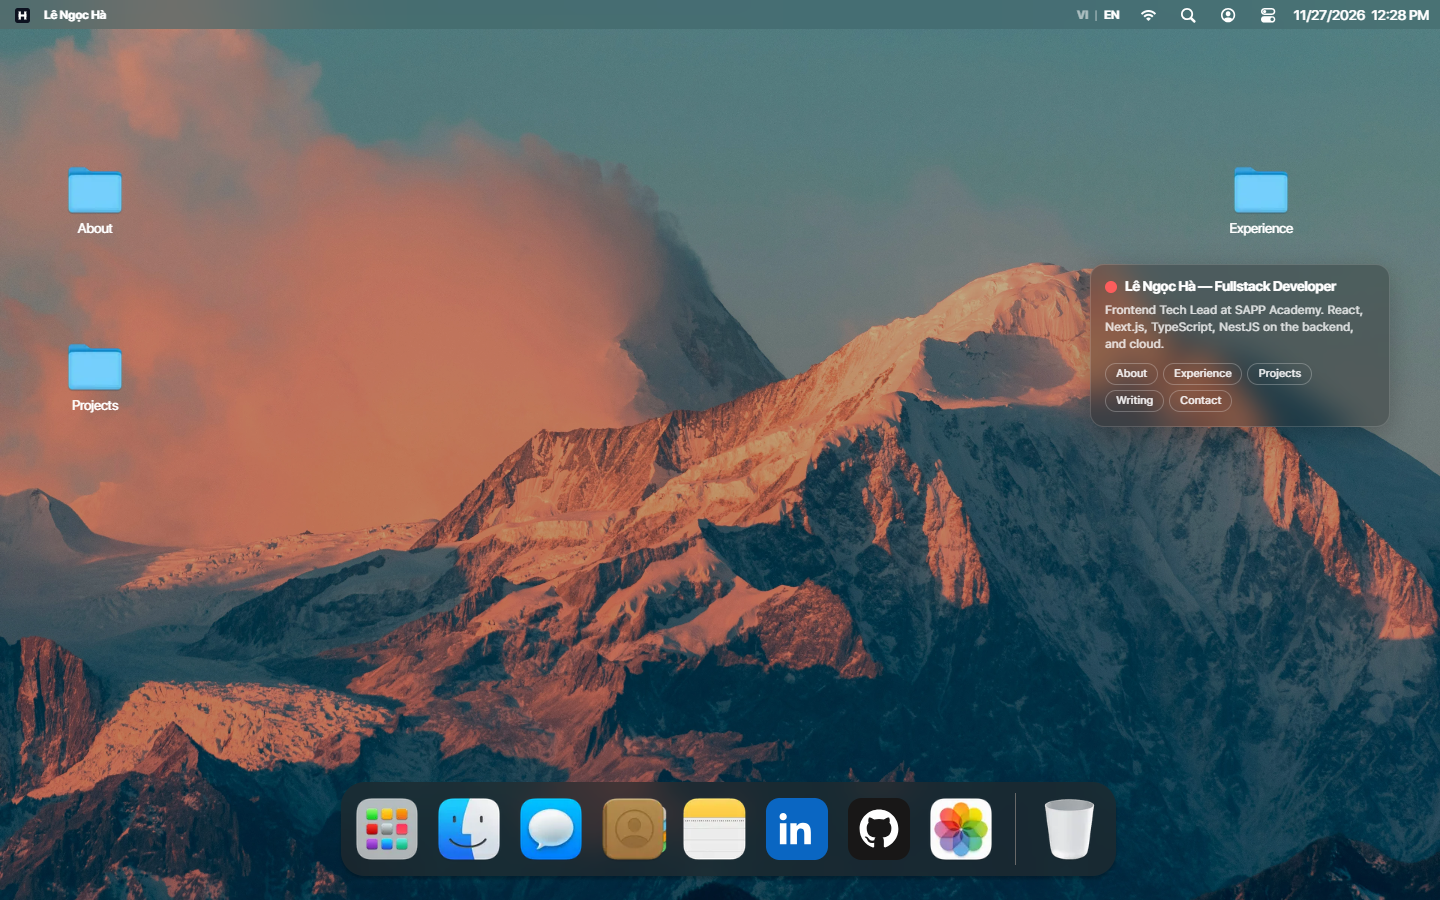 H Lê Ngọc Hà VI | EN 11/27/2026 12:28 PM
About
Experience
Lê Ngọc Hà — Fullstack Developer
Frontend Tech Lead at SAPP Academy. React,
Next.js, TypeScript, NestJS on the backend,
and cloud.
About Experience Projects
Writing Contact
Projects
in